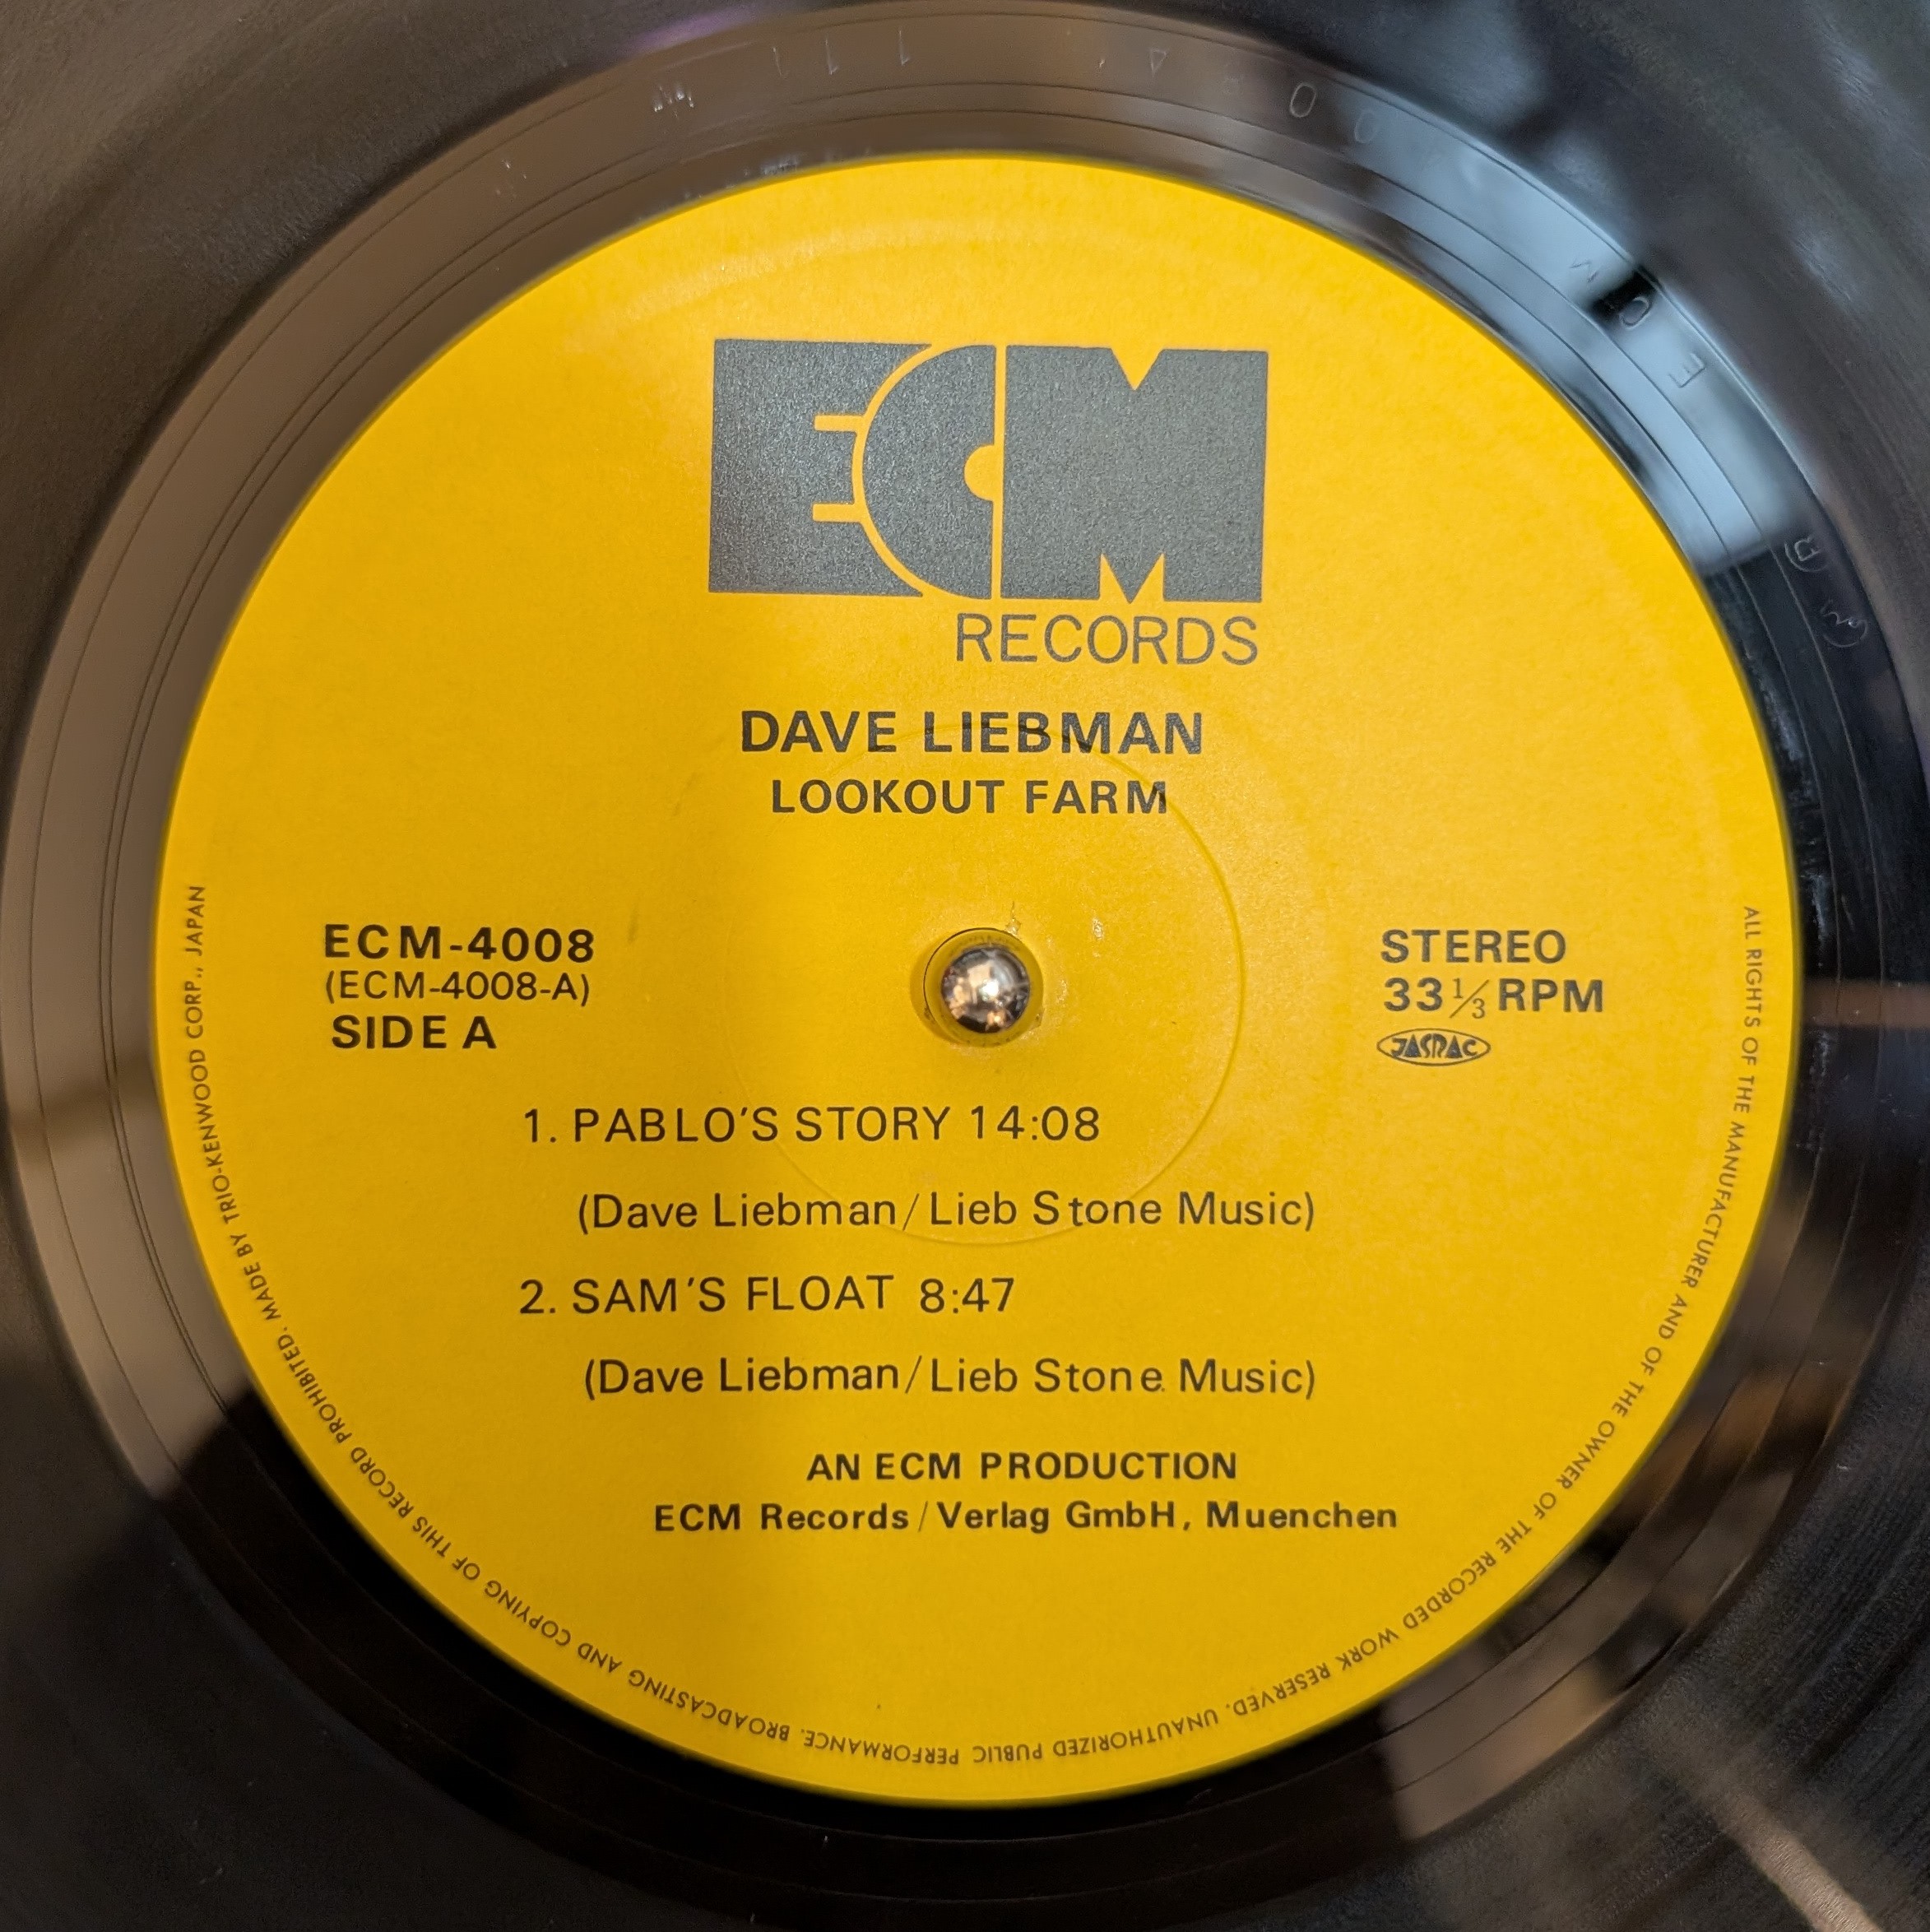 ECM
RECORDS
DAVE LIEBMAN
LOOKOUT FARM
ECM-4008
(ECM-4008-A)
SIDE A
STEREO
33 1/3 RPM
JASRAC
1. PABLO'S STORY 14:08
(Dave Liebman/Lieb Stone Music)
2. SAM'S FLOAT 8:47
(Dave Liebman/Lieb Stone Music)
AN ECM PRODUCTION
ECM Records/Verlag GmbH, Muenchen
ALL RIGHTS OF THE MANUFACTURER AND OF THE OWNER OF THE RECORDED WORK RESERVED. UNAUTHORIZED PUBLIC PERFORMANCE. BROADCASTING AND COPYING OF THIS RECORD PROHIBITED. MADE BY TRIO-KENWOOD CORP., JAPAN